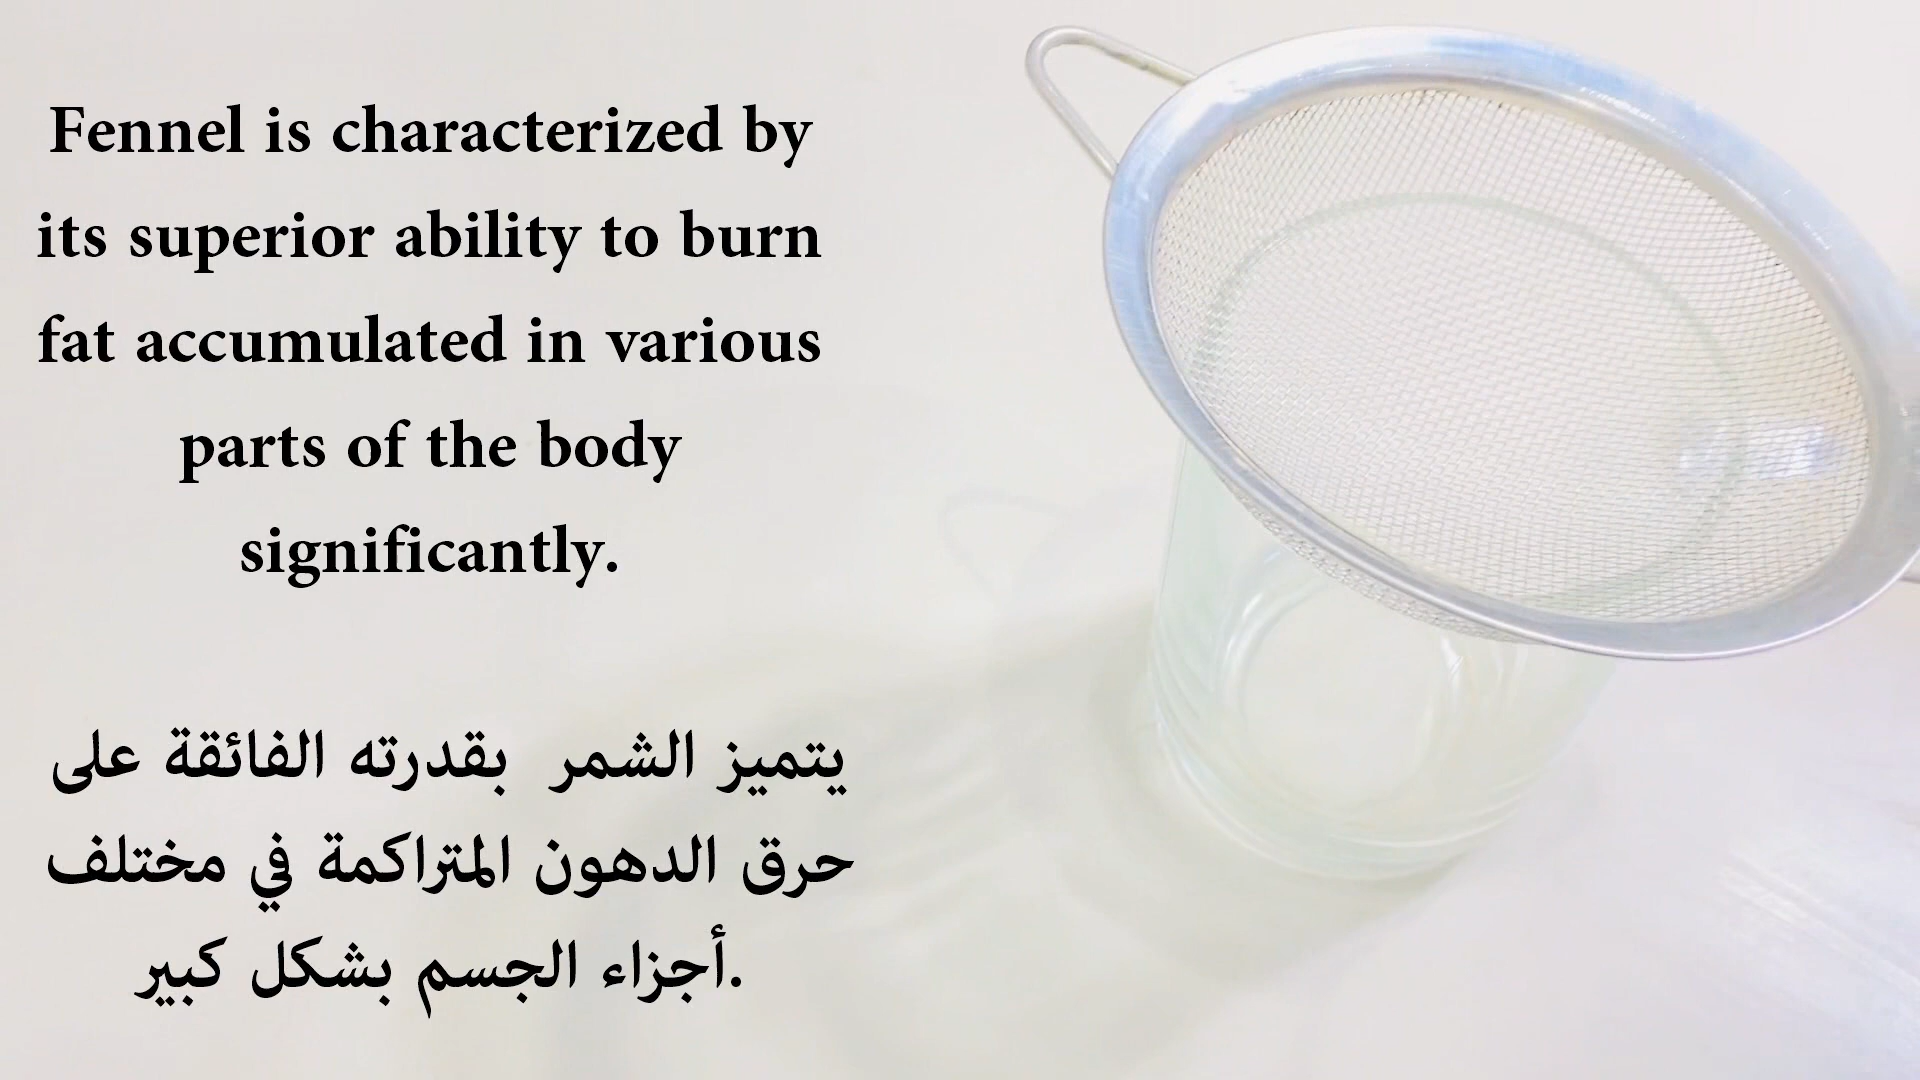 Fennel is characterized by
its superior ability to burn
fat accumulated in various
parts of the body
significantly.
يتميز الشمر  بقدرته الفائقة على
حرق الدهون المتراكمة في مختلف
.أجزاء الجسم بشكل كبير